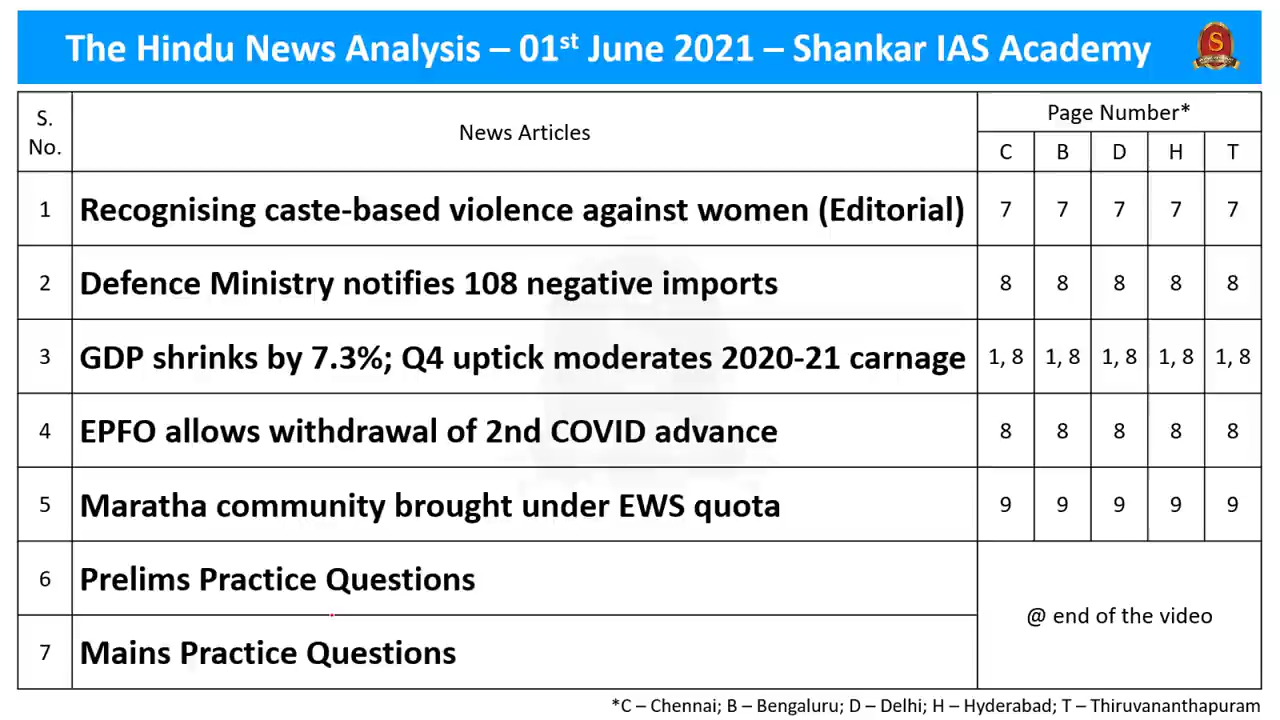 The Hindu News Analysis – 01st June 2021 – Shankar IAS Academy
S. No. News Articles Page Number*
C B D H T
1 Recognising caste-based violence against women (Editorial) 7 7 7 7 7
2 Defence Ministry notifies 108 negative imports 8 8 8 8 8
3 GDP shrinks by 7.3%; Q4 uptick moderates 2020-21 carnage 1, 8 1, 8 1, 8 1, 8 1, 8
4 EPFO allows withdrawal of 2nd COVID advance 8 8 8 8 8
5 Maratha community brought under EWS quota 9 9 9 9 9
6 Prelims Practice Questions
@ end of the video
7 Mains Practice Questions
*C – Chennai; B – Bengaluru; D – Delhi; H – Hyderabad; T – Thiruvananthapuram